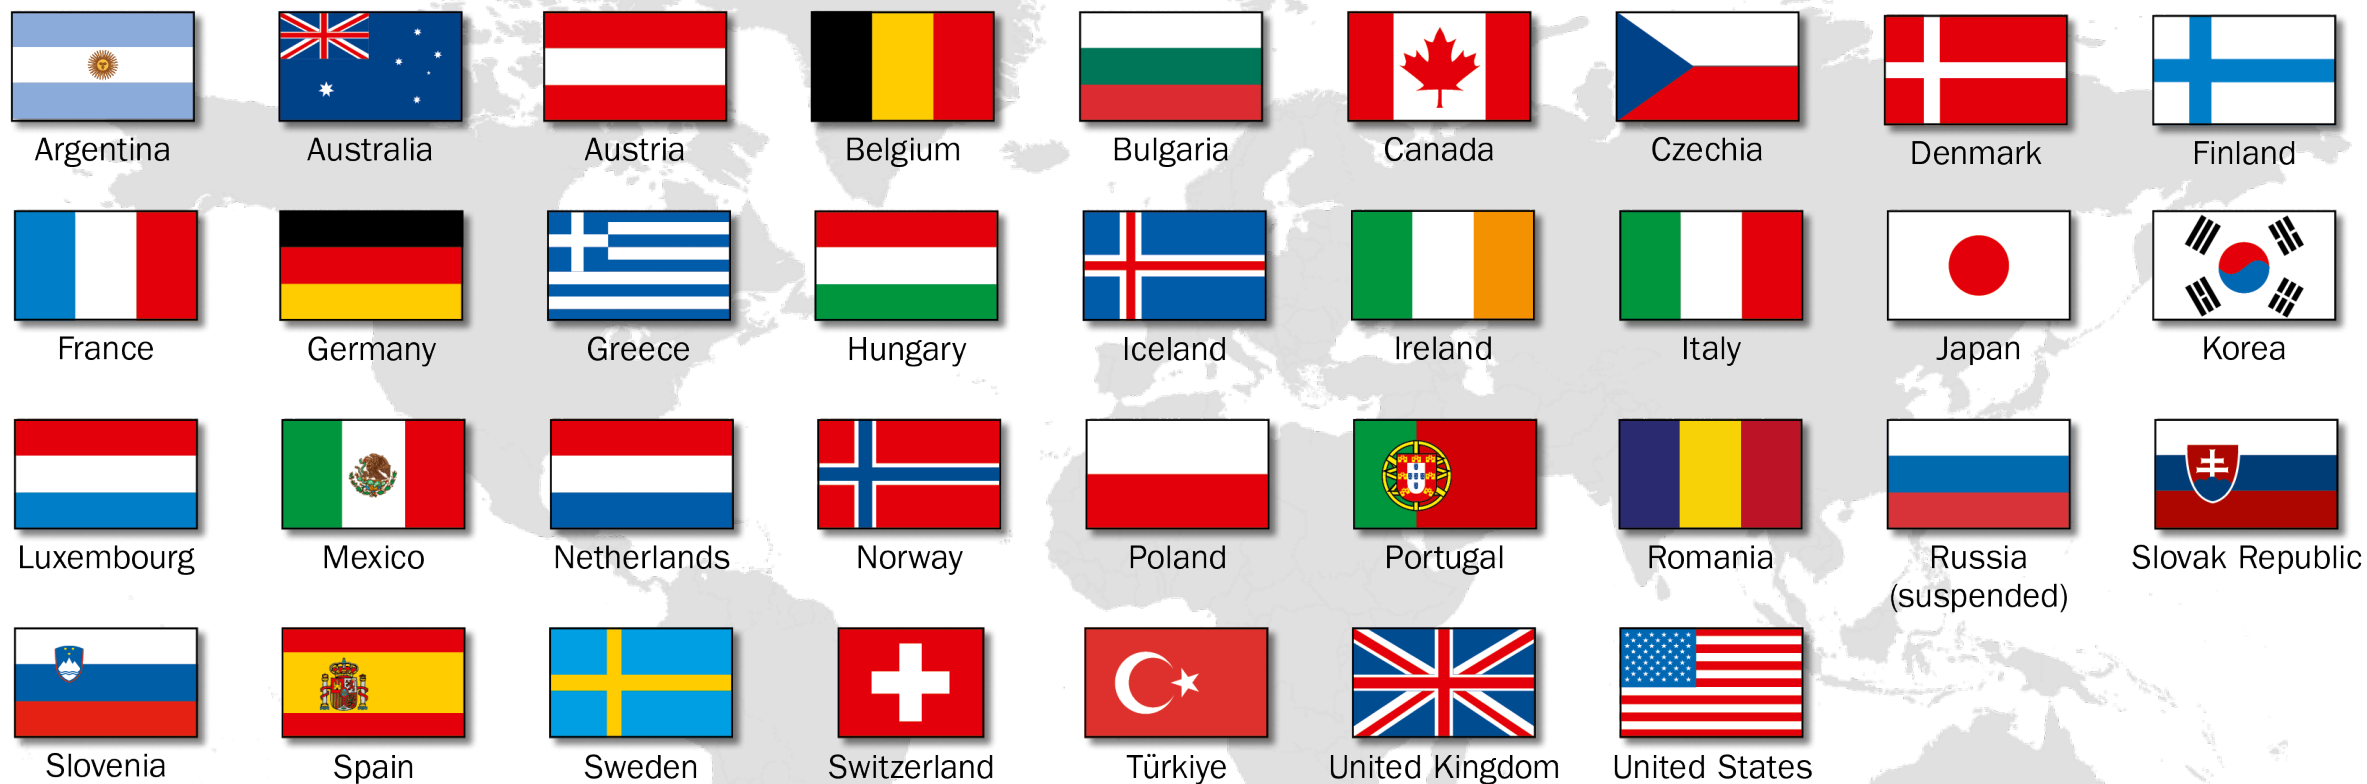 Argentina
Australia
Austria
Belgium
Bulgaria
Canada
Czechia
Denmark
Finland
France
Germany
Greece
Hungary
Iceland
Ireland
Italy
Japan
Korea
Luxembourg
Mexico
Netherlands
Norway
Poland
Portugal
Romania
Russia
(suspended)
Slovak Republic
Slovenia
Spain
Sweden
Switzerland
Türkiye
United Kingdom
United States